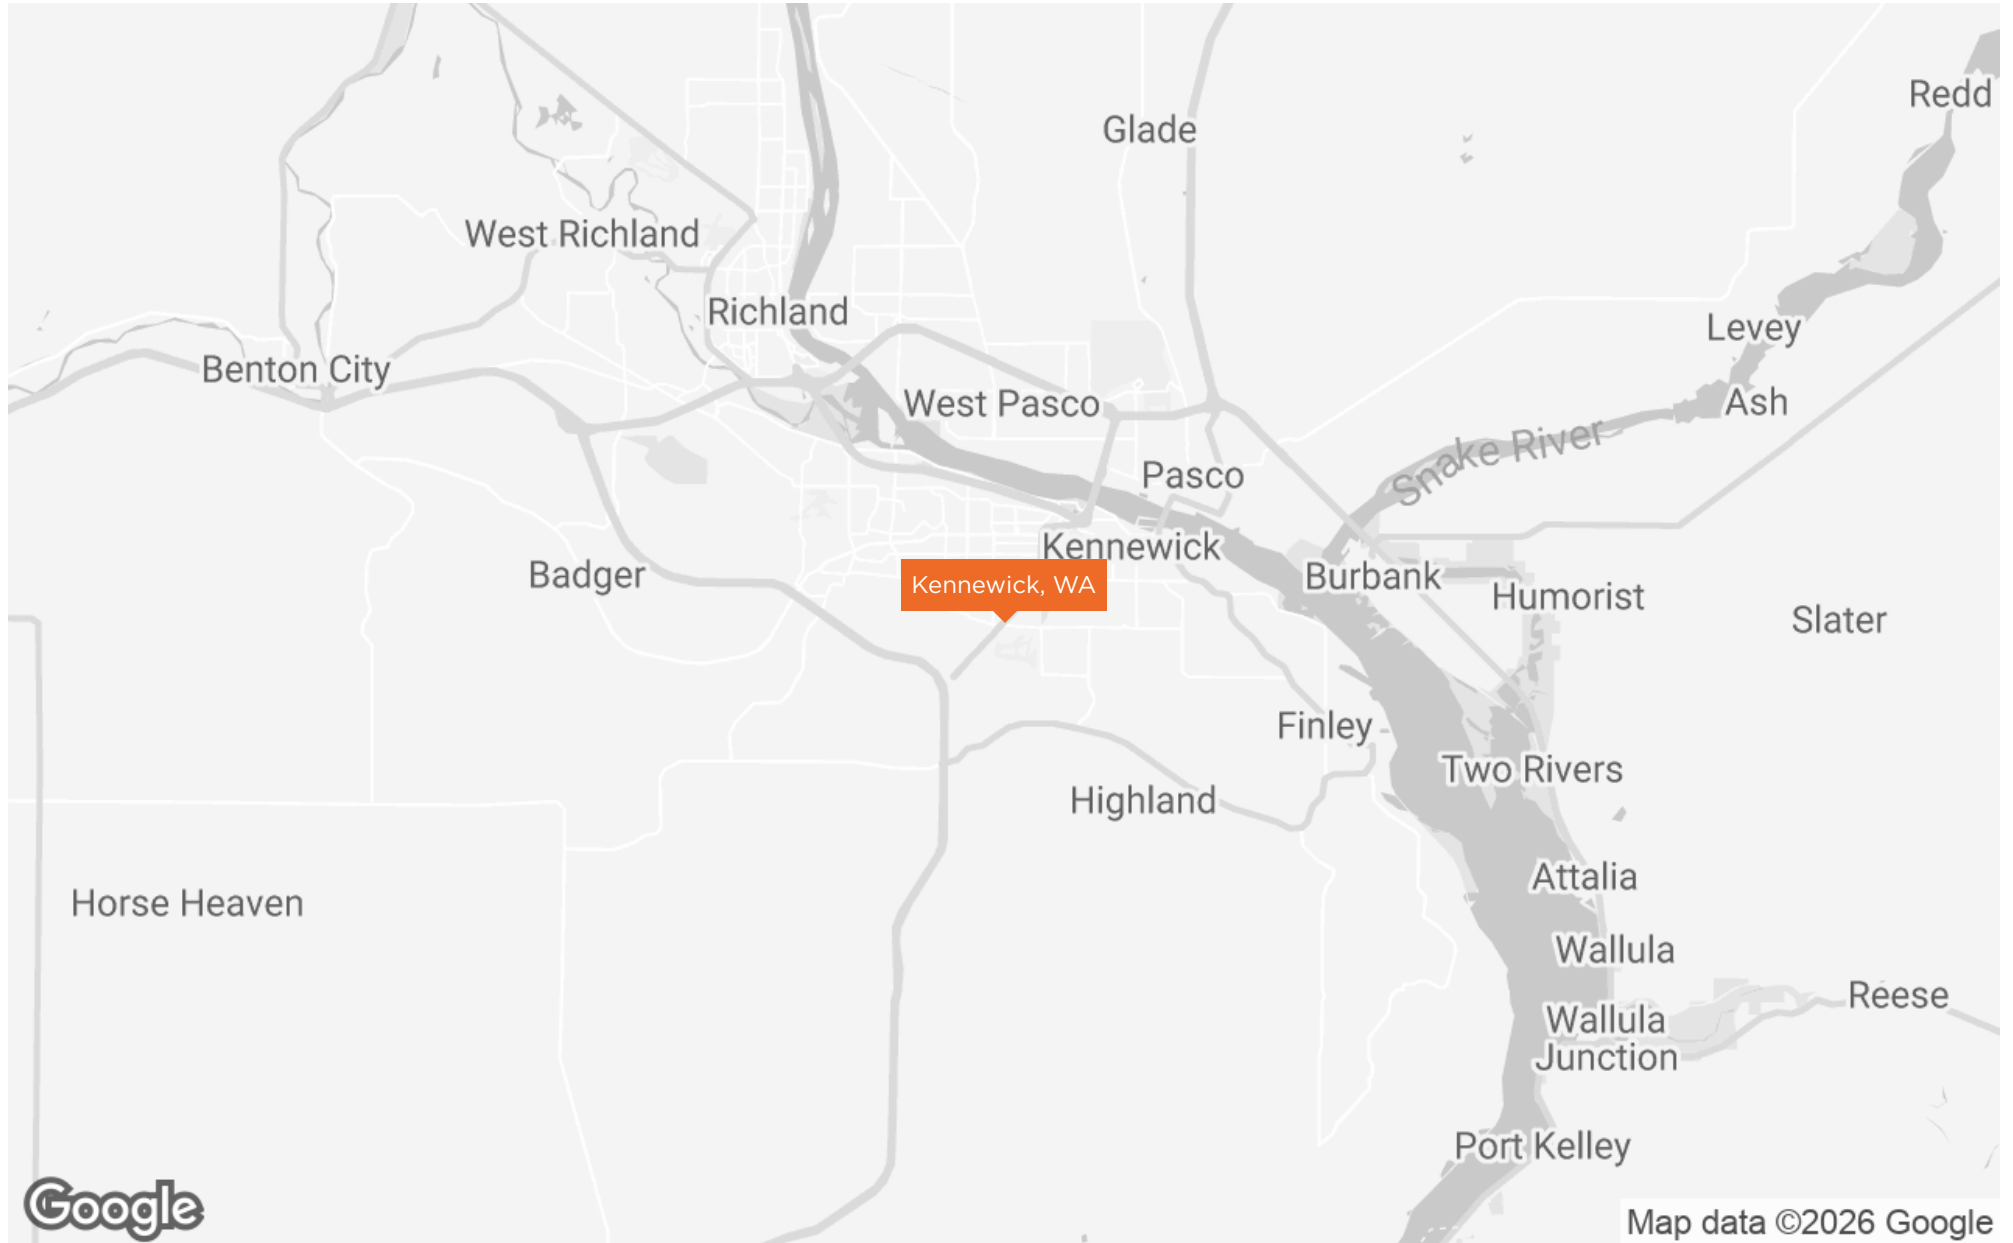 Redd
Glade
West Richland
Richland
Levey
Benton City
West Pasco
Ash
Snake River
Pasco
Kennewick
Badger
Kennewick, WA
Burbank
Humorist
Slater
Finley
Two Rivers
Highland
Attalia
Horse Heaven
Wallula
Reese
Wallula
Junction
Port Kelley
Google
Map data ©2026 Google